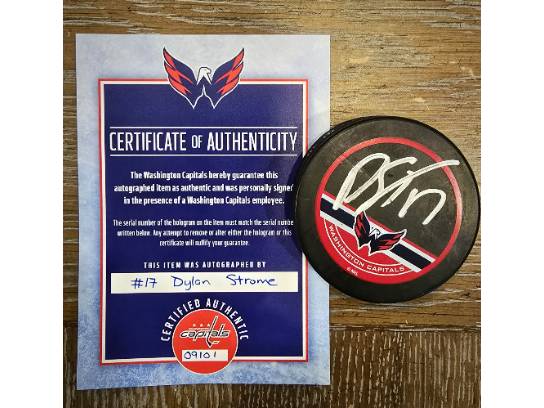 CERTIFICATE OF AUTHENTICITY
The Washington Capitals hereby guarantee this
autographed item as authentic and was personally signed
in the presence of a Washington Capitals employee.
The serial number of the hologram on the item must match the serial number
written below. Any attempt to remove or alter either the hologram or this
certificate will nullify your guarantee.
THIS ITEM WAS AUTOGRAPHED BY
#17 Dylan Strome
CERTIFIED AUTHENTIC
capitals
09101
17
WASHINGTON CAPITALS